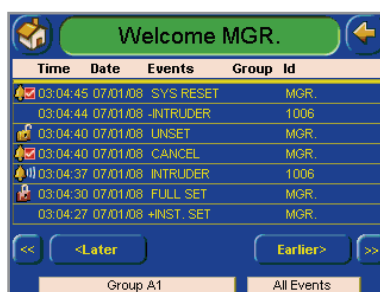 Welcome MGR.
Time Date Events Group Id
03:04:45 07/01/08 SYS RESET MGR.
03:04:44 07/01/08 -INTRUDER 1006
03:04:40 07/01/08 UNSET MGR.
03:04:40 07/01/08 CANCEL MGR.
03:04:37 07/01/08 INTRUDER 1006
03:04:30 07/01/08 FULL SET MGR.
03:04:27 07/01/08 +INST. SET MGR.
<< <Later Earlier> >>
Group A1 All Events